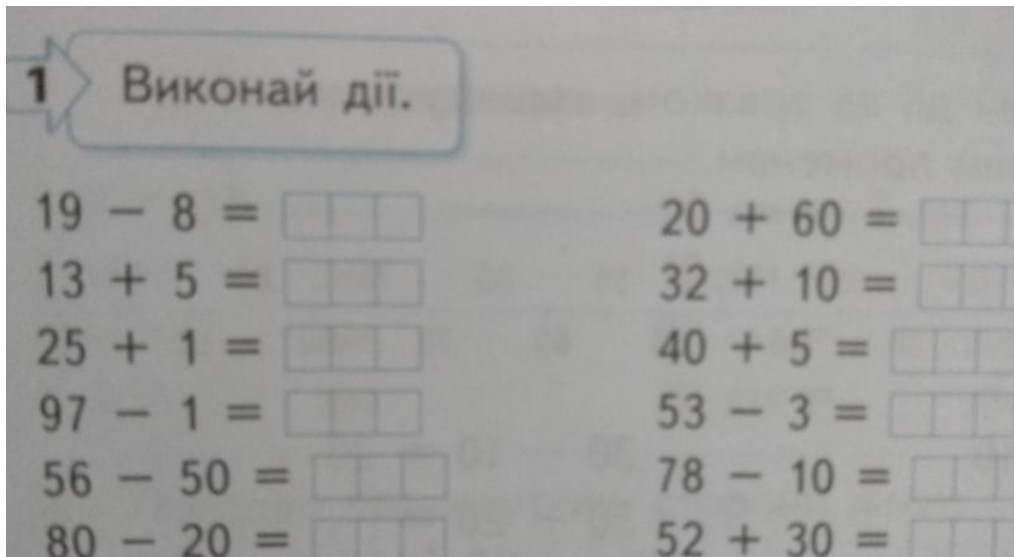 1 Виконай дії.
19 − 8 =
13 + 5 =
25 + 1 =
97 − 1 =
56 − 50 =
80 − 20 =
20 + 60 =
32 + 10 =
40 + 5 =
53 − 3 =
78 − 10 =
52 + 30 =